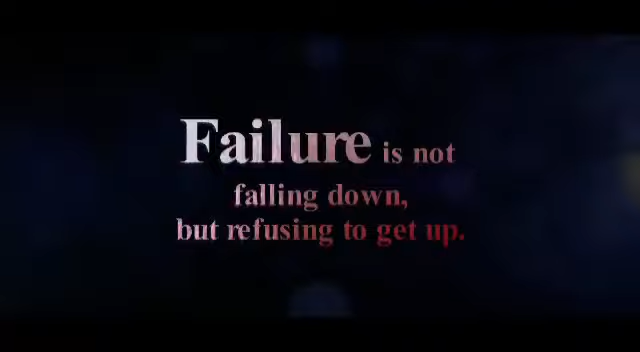 Failure is not
falling down,
but refusing to get up.